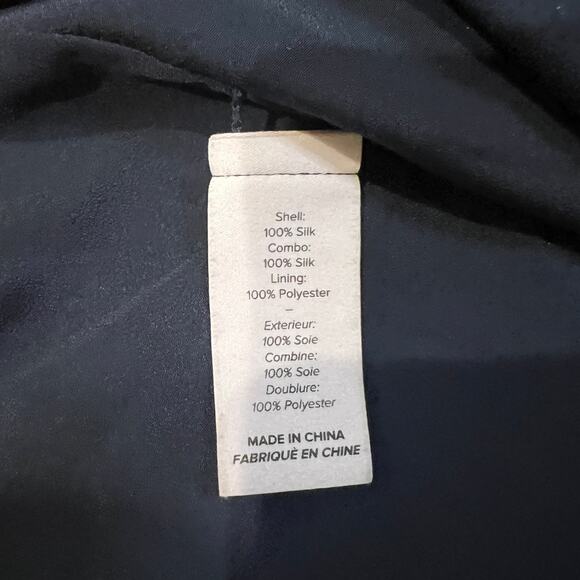 Shell:
100% Silk
Combo:
100% Silk
Lining:
100% Polyester
–
Exterieur:
100% Soie
Combine:
100% Soie
Doublure:
100% Polyester
MADE IN CHINA
FABRIQUÈ EN CHINE